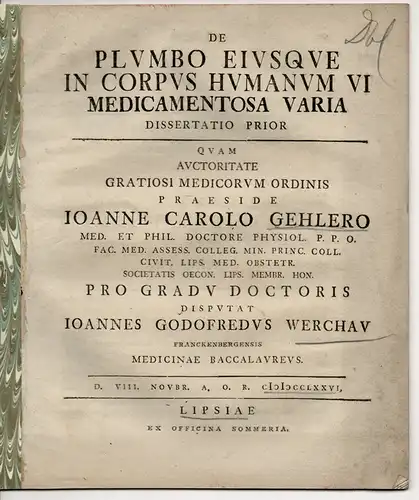 DE
PLVMBO EIVSQVE
IN CORPVS HVMANVM VI
MEDICAMENTOSA VARIA
DISSERTATIO PRIOR
QVAM
AVCTORITATE
GRATIOSI MEDICORVM ORDINIS
PRAESIDE
IOANNE CAROLO GEHLERO
MED. ET PHIL. DOCTORE PHYSIOL. P. P. O.
FAC. MED. ASSESS. COLLEG. MIN. PRINC. COLL.
CIVIT. LIPS. MED. OBSTETR.
SOCIETATIS OECON. LIPS. MEMBR. HON.
PRO GRADV DOCTORIS
DISPVTAT
IOANNES GODOFREDVS WERCHAV
FRANCKENBERGENSIS
MEDICINAE BACCALAVREVS.
D. VIII. NOVBR. A. O. R. CIↃIↃCCLXXVI,
LIPSIAE
EX OFFICINA SOMMERIA.